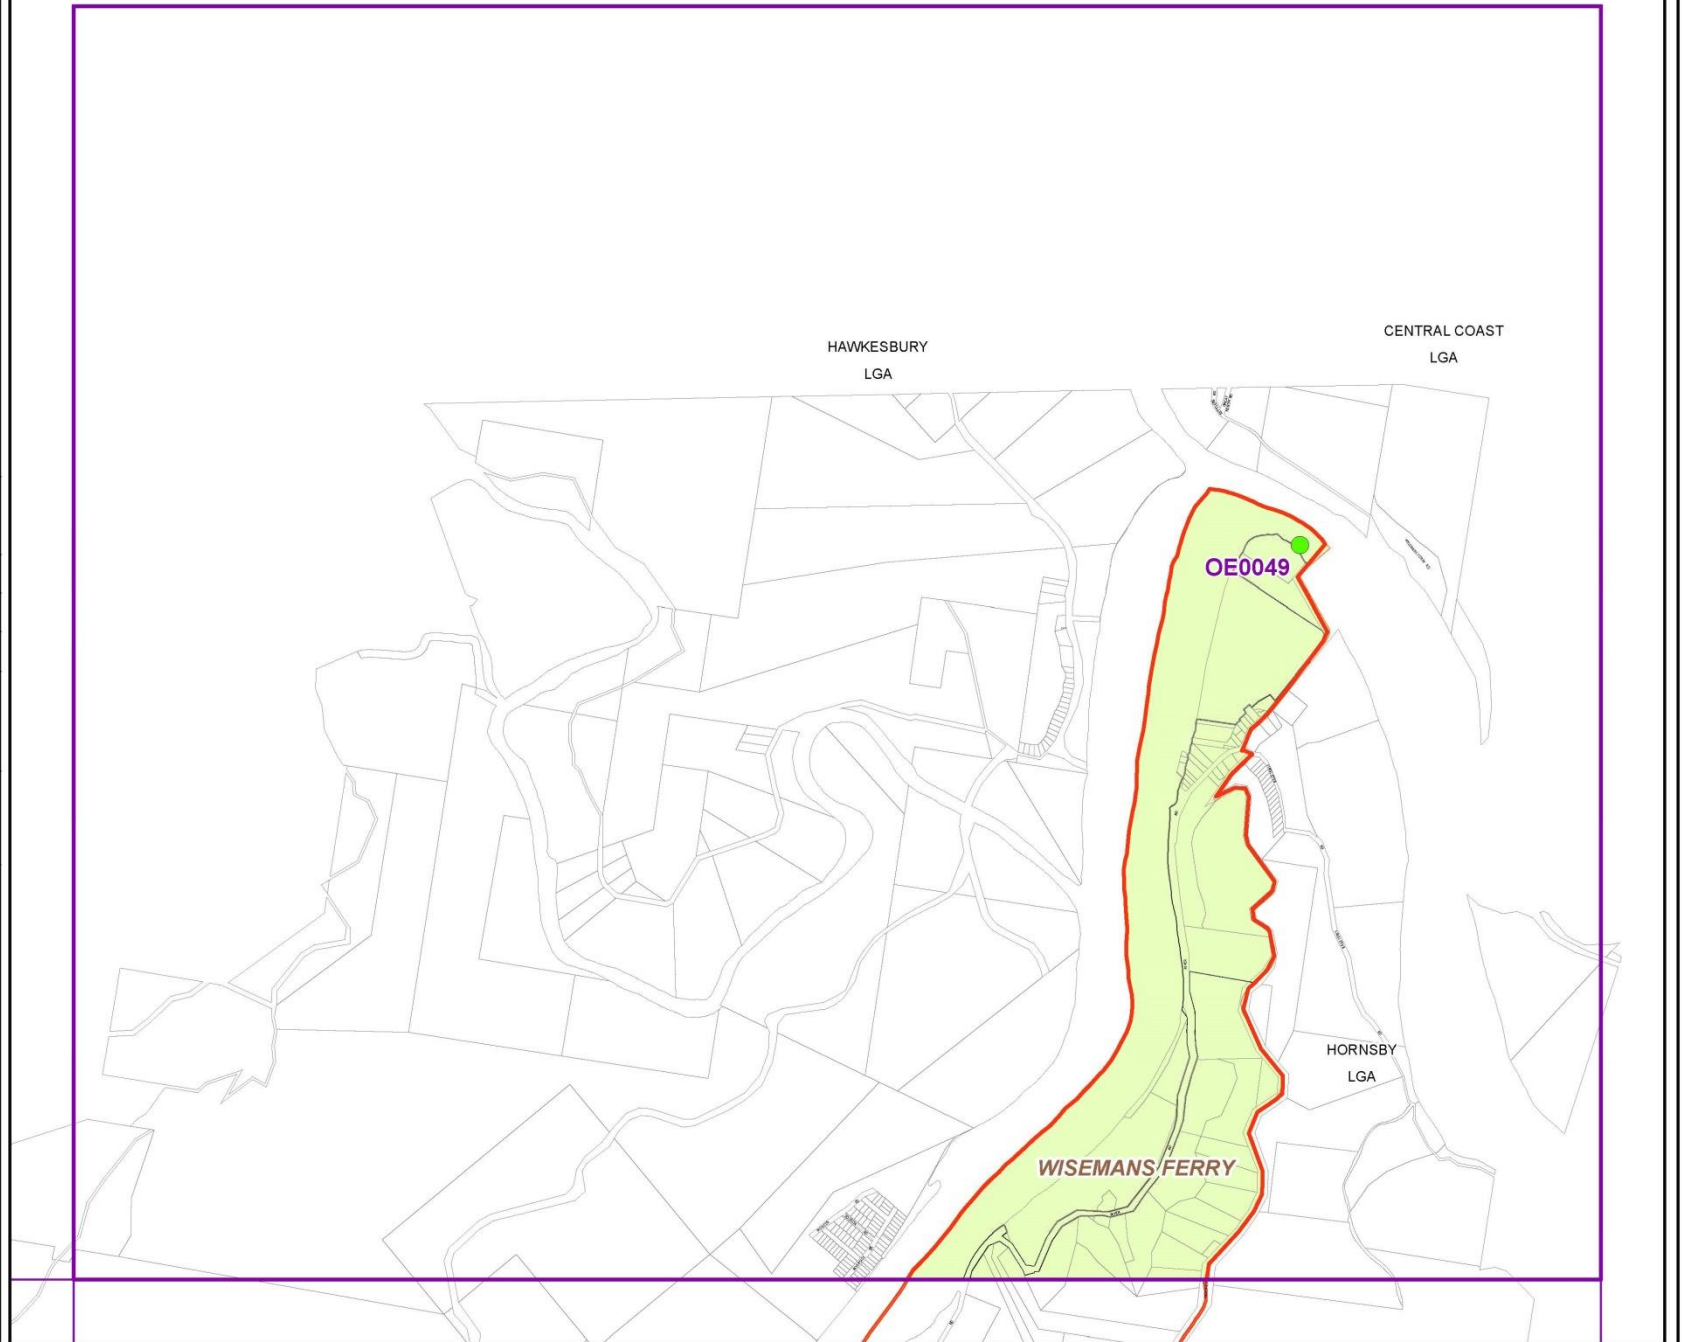 HAWKESBURY
LGA
CENTRAL COAST
LGA
OE0049
HORNSBY
LGA
WISEMANS FERRY